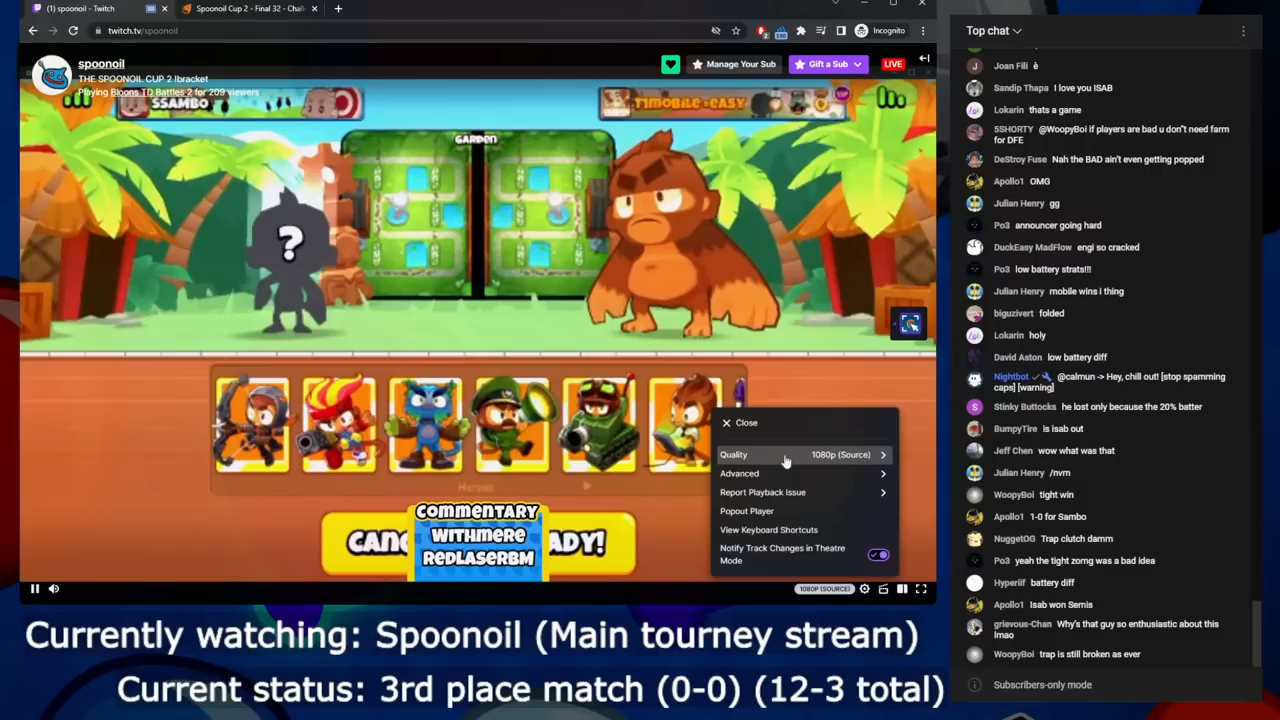 (1) spoonoil - Twitch
Spoonoil Cup 2 - Final 32 - Chall
twitch.tv/spoonoil
Incognito
spoonoil
THE SPOONOIL CUP 2 !bracket
Playing Bloons TD Battles 2 for 209 viewers
Manage Your Sub
Gift a Sub
LIVE
SSAMBO
T1MOBILE=EASY
GARDEN
?
Close
Quality 1080p (Source)
Advanced
Report Playback Issue
Popout Player
View Keyboard Shortcuts
Notify Track Changes in Theatre
Mode
Heroes
COMMENTARY
WITHMERE
REDLASERBM
CANC
ADY!
1080P (SOURCE)
Currently watching: Spoonoil (Main tourney stream)
Current status: 3rd place match (0-0) (12-3 total)
Top chat
Joan Fili è
Sandip Thapa I love you ISAB
Lokarin thats a game
5SHORTY @WoopyBoi if players are bad u don''t need farm
for DFE
DeStroy Fuse Nah the BAD ain't even getting popped
Apollo1 OMG
Julian Henry gg
Po3 announcer going hard
DuckEasy MadFlow engi so cracked
Po3 low battery strats!!!
Julian Henry mobile wins i thing
biguzivert folded
Lokarin holy
David Aston low battery diff
Nightbot @calmun -> Hey, chill out! [stop spamming
caps] [warning]
Stinky Buttocks he lost only because the 20% batter
BumpyTire is isab out
Jeff Chen wow what was that
Julian Henry /nvm
WoopyBoi tight win
Apollo1 1-0 for Sambo
NuggetOG Trap clutch damm
Po3 yeah the tight zomg was a bad idea
Hyperiif battery diff
Apollo1 Isab won Semis
grievous-Chan Why's that guy so enthusiastic about this
lmao
WoopyBoi trap is still broken as ever
Subscribers-only mode